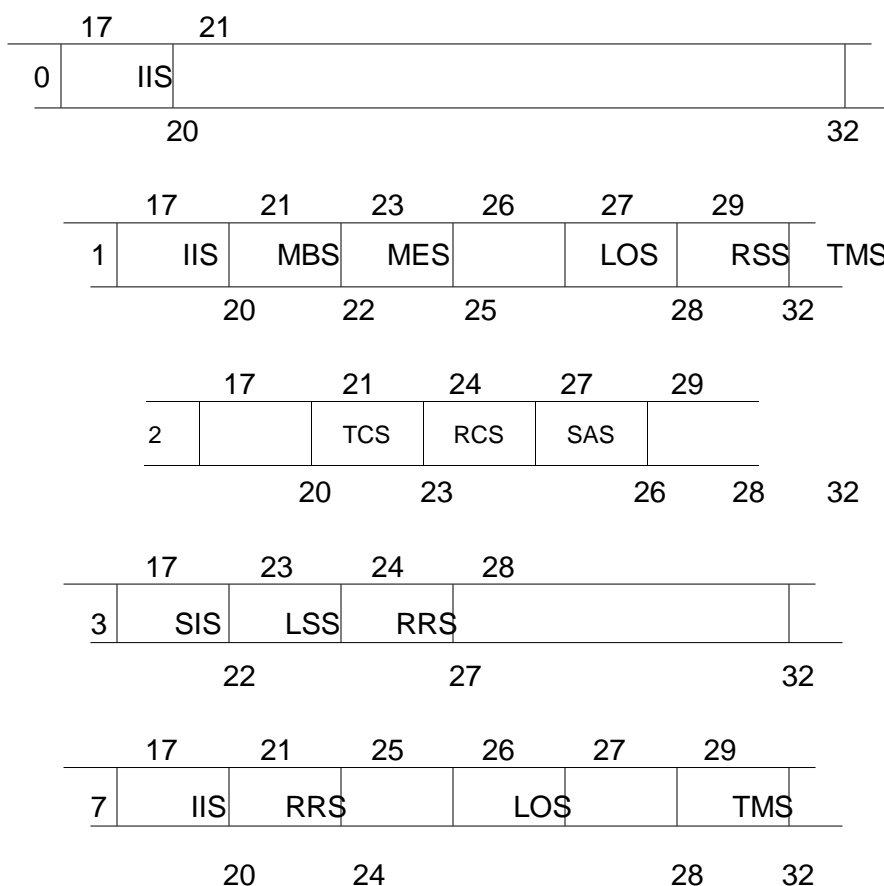 17 21
0 IIS
20 32
17 21 23 26 27 29
1 IIS MBS MES LOS RSS TMS
20 22 25 28 32
17 21 24 27 29
2 TCS RCS SAS
20 23 26 28 32
17 23 24 28
3 SIS LSS RRS
22 27 32
17 21 25 26 27 29
7 IIS RRS LOS TMS
20 24 28 32